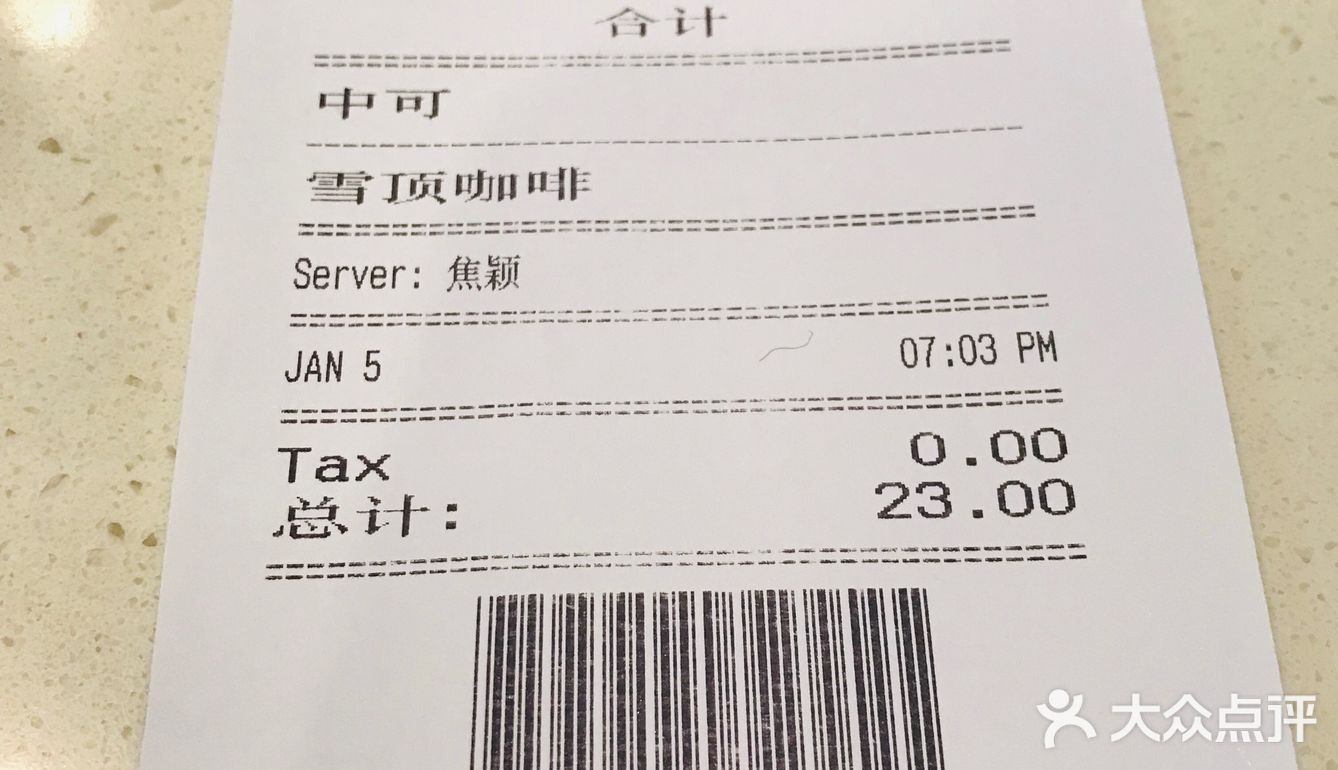 合计
中可
雪顶咖啡
Server: 焦颖
JAN 5 07:03 PM
Tax 0.00
总计: 23.00
大众点评